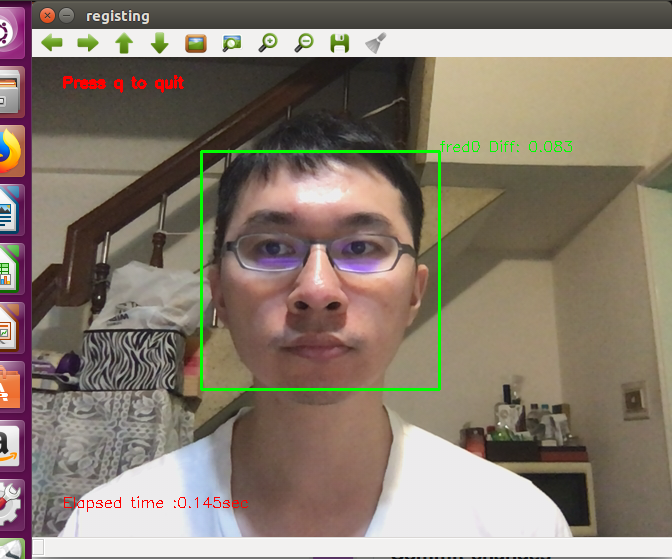 registing
Press q to quit
fred0 Diff: 0.083
Elapsed time :0.145sec